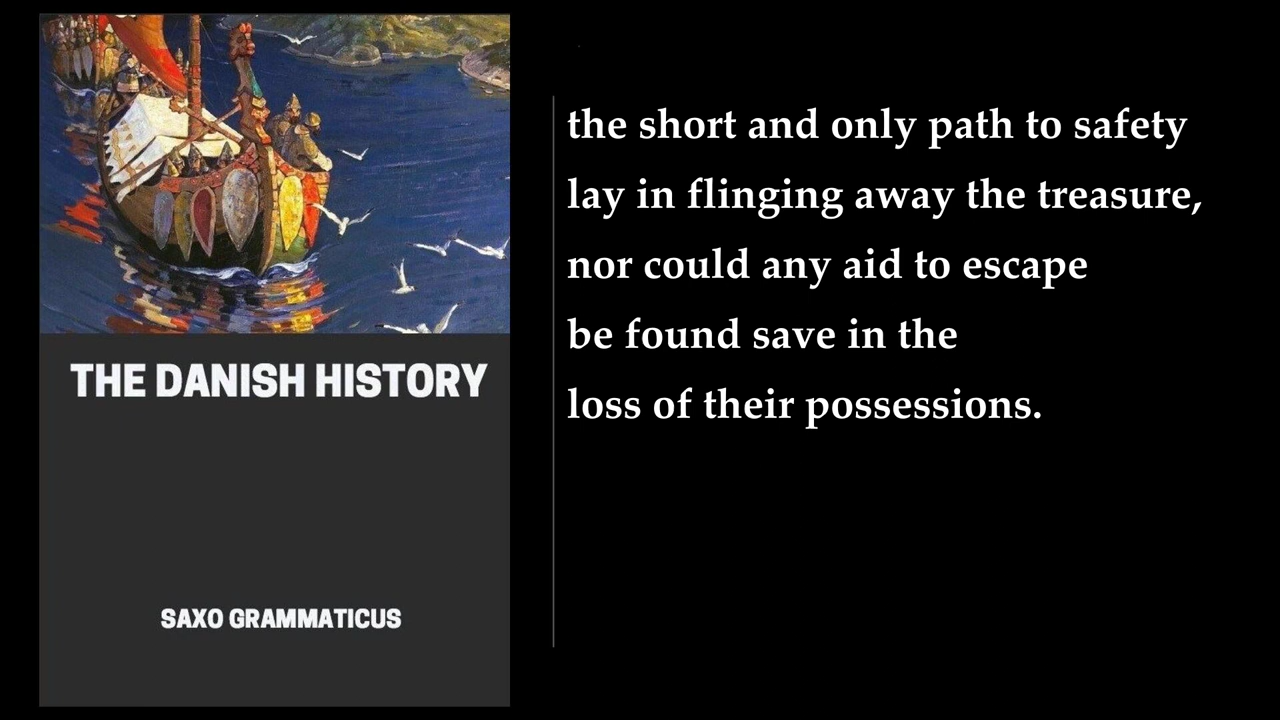 THE DANISH HISTORY
SAXO GRAMMATICUS
the short and only path to safety
lay in flinging away the treasure,
nor could any aid to escape
be found save in the
loss of their possessions.